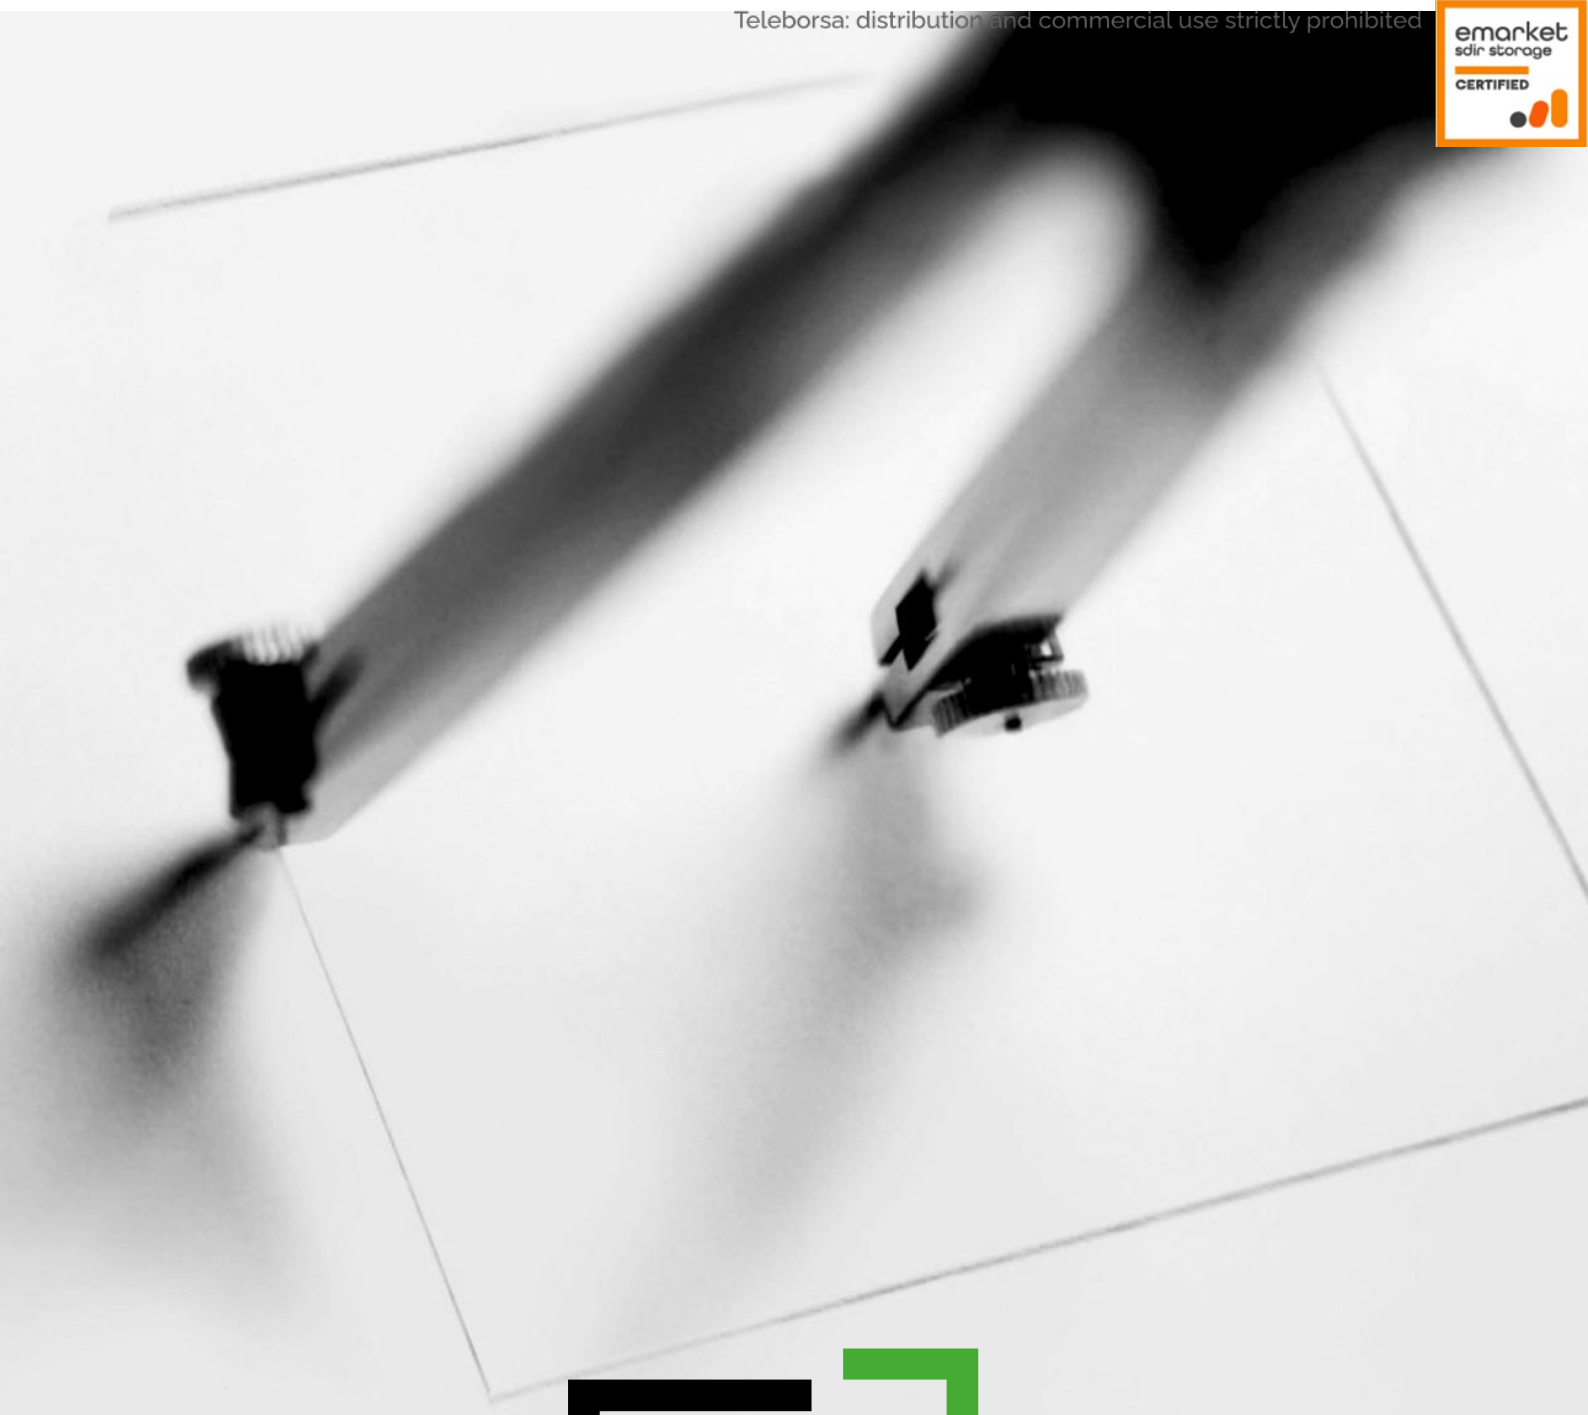 Teleborsa: distribution and commercial use strictly prohibited
emarket
sdir storage
CERTIFIED